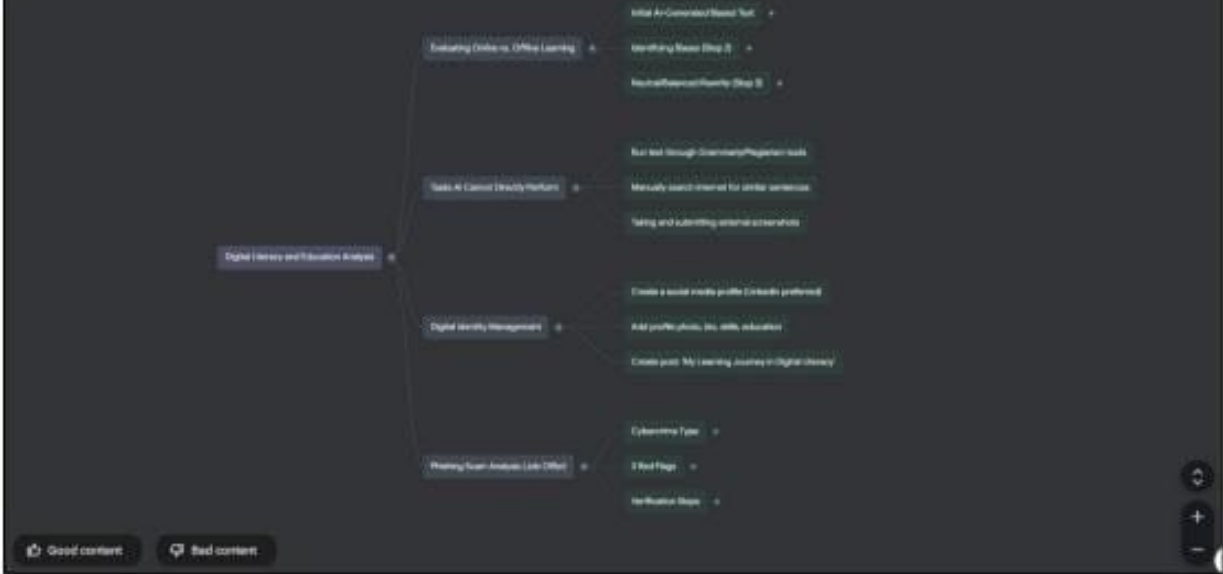 Initial AI-Generated Biased Text
Evaluating Online vs. Offline Learning
Identifying Biases (Step 2)
Neutral/Balanced Rewrite (Step 3)
Run text through Grammarly/Plagiarism tools
Tasks AI Cannot Directly Perform
Manually search internet for similar sentences
Taking and submitting external screenshots
Digital Literacy and Education Analysis
Create a social media profile (LinkedIn preferred)
Digital Identity Management
Add profile photo, bio, skills, education
Create post: 'My Learning Journey in Digital Literacy'
Cybercrime Type
Phishing Scam Analysis (Job Offer)
3 Red Flags
Verification Steps
Good content
Bad content